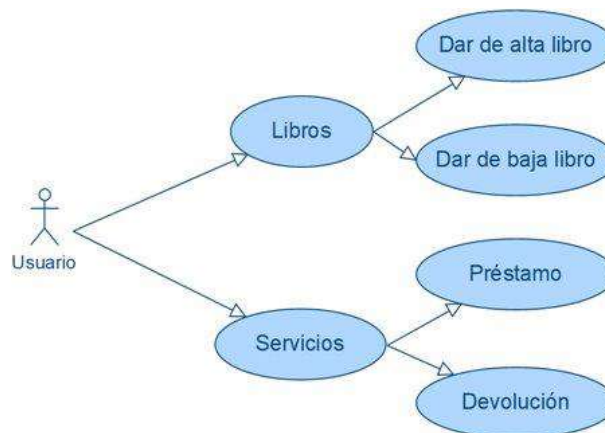 Dar de alta libro
Libros
Dar de baja libro
Usuario
Préstamo
Servicios
Devolución